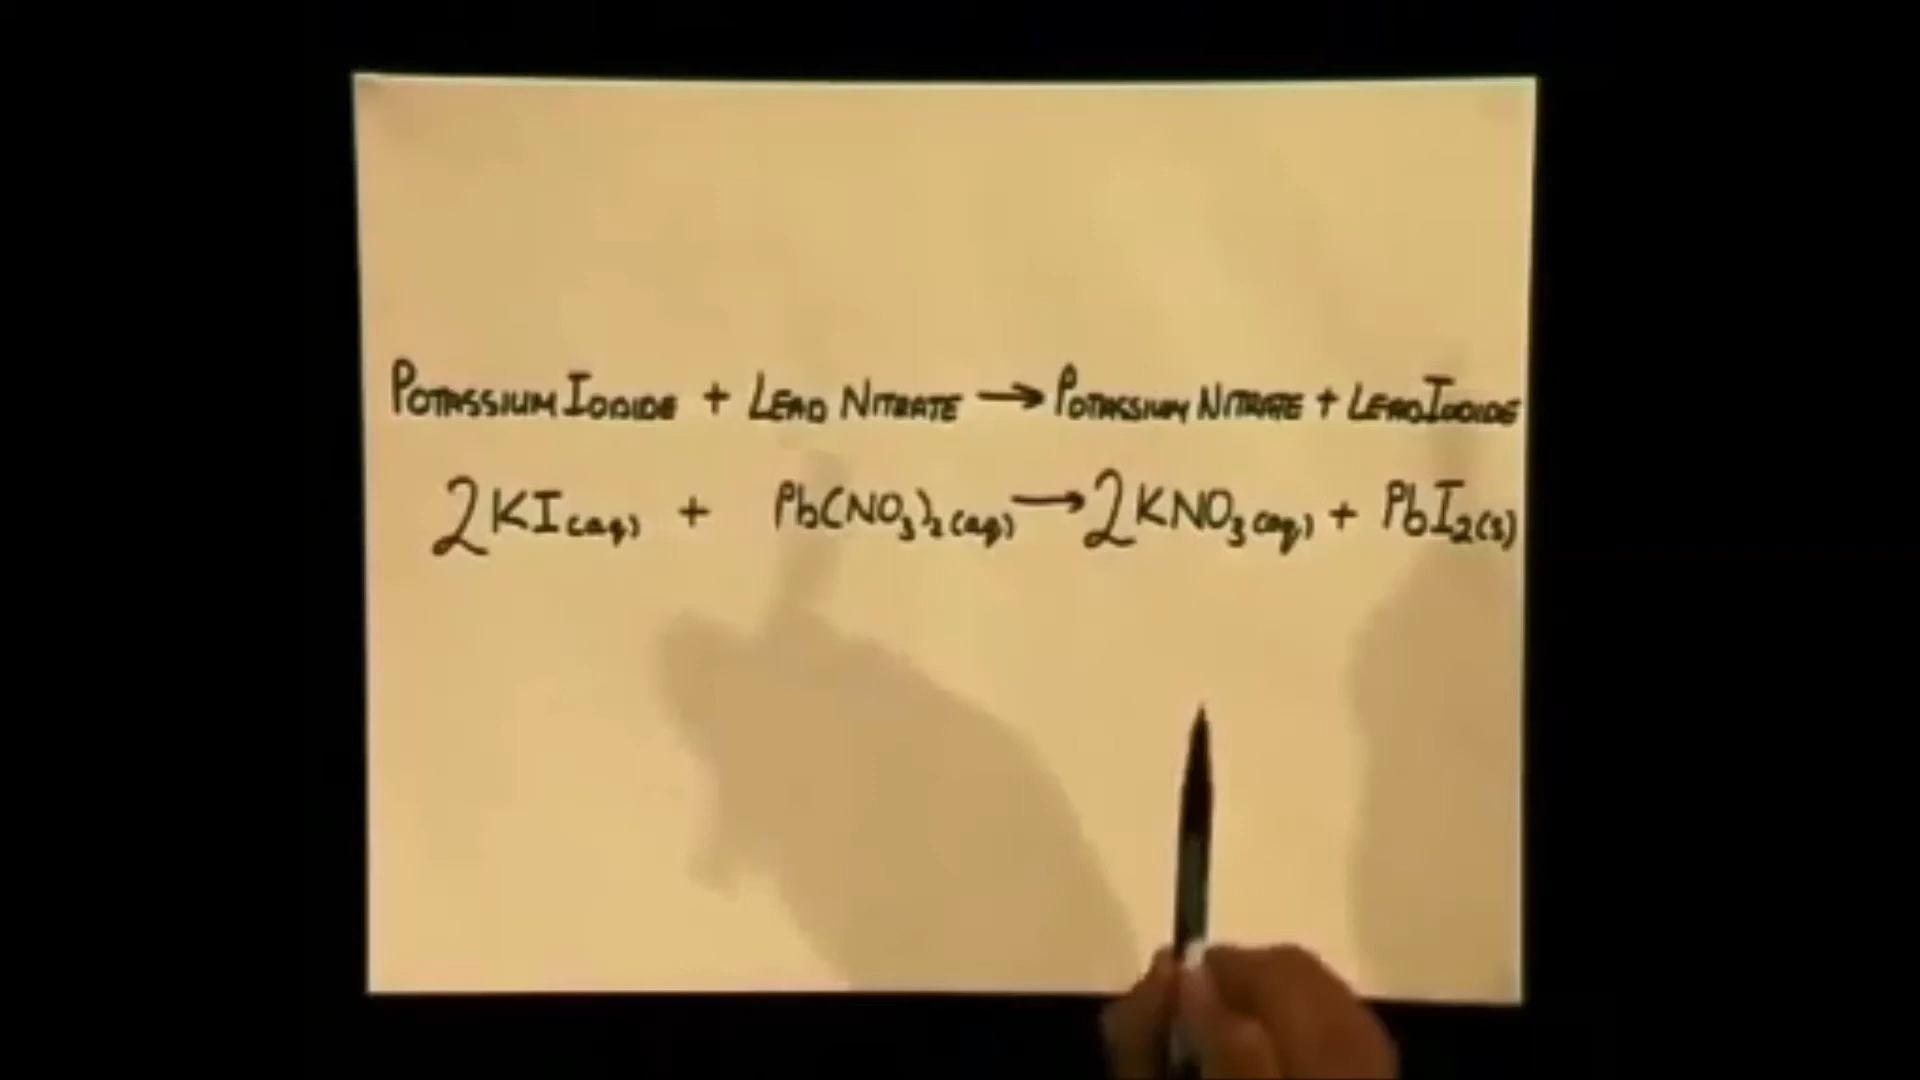 POTASSIUM IODIDE + LEAD NITRATE → POTASSIUM NITRATE + LEAD IODIDE
2KI(aq) + Pb(NO₃)₂(aq) → 2KNO₃(aq) + PbI₂(s)